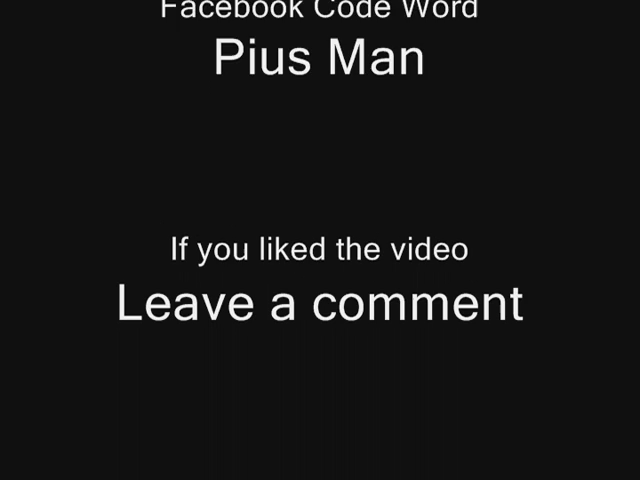 Facebook Code Word
Pius Man
If you liked the video
Leave a comment